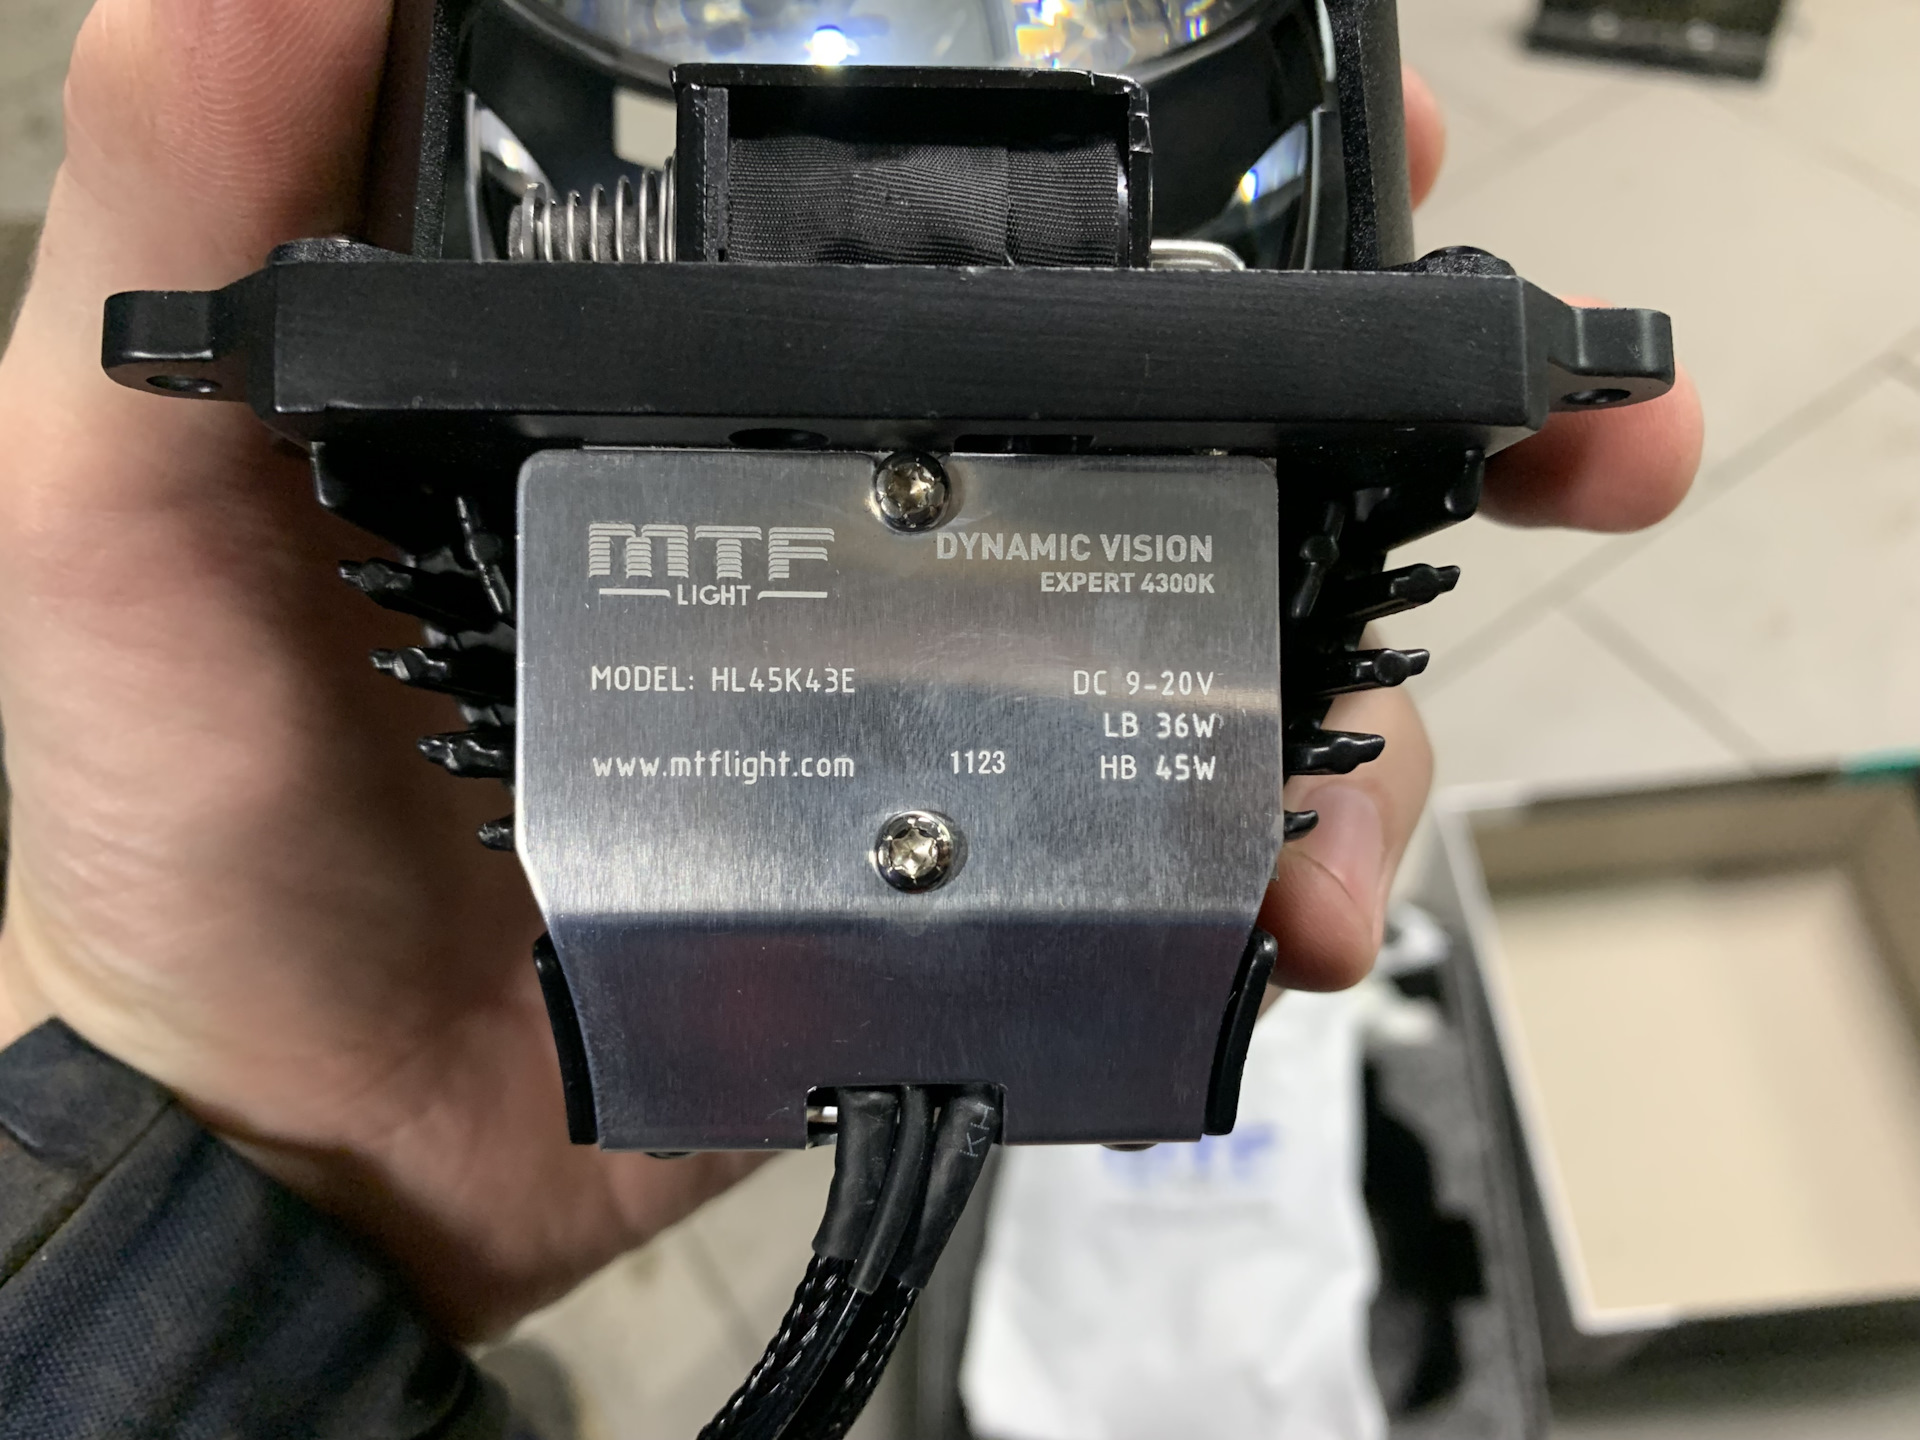 MTF
LIGHT
DYNAMIC VISION
EXPERT 4300K
MODEL: HL45K43E
DC 9-20V
LB 36W
www.mtflight.com
1123
HB 45W
KH